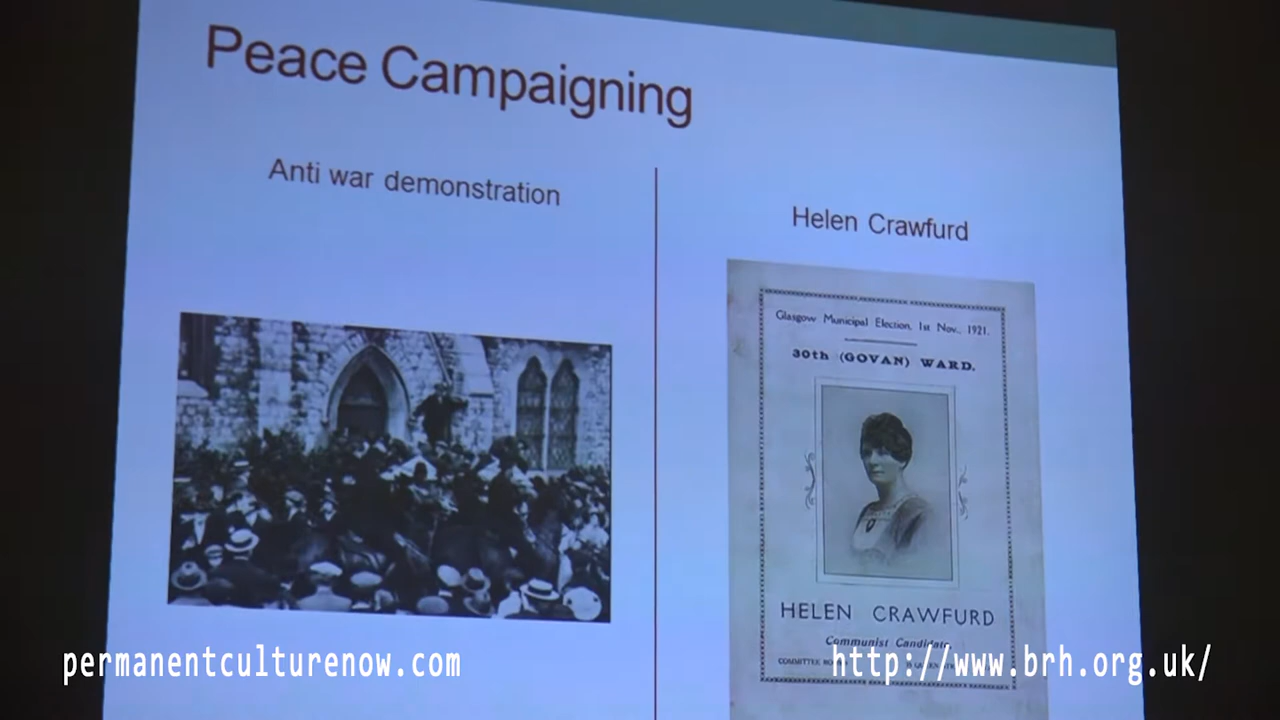 Peace Campaigning
Anti war demonstration
Helen Crawfurd
Glasgow Municipal Election, 1st Nov., 1921.
30th (GOVAN) WARD.
HELEN CRAWFURD
Communist Candidate
COMMITTEE
permanentculturenow.com
http://www.brh.org.uk/